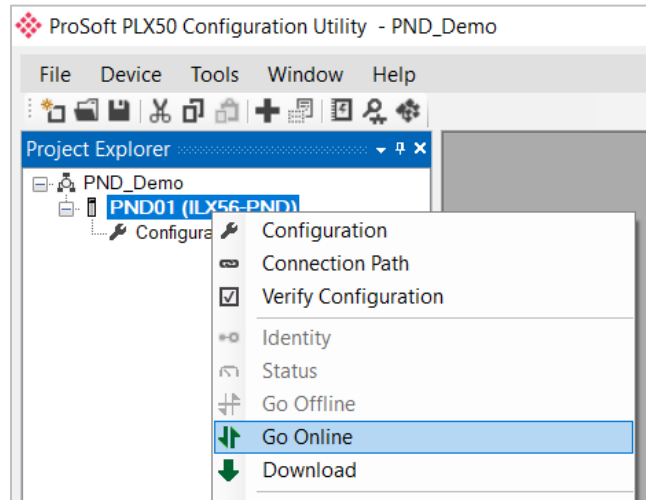 ProSoft PLX50 Configuration Utility - PND_Demo
File Device Tools Window Help
Project Explorer
PND_Demo
PND01 (ILX56-PND)
Configura
Configuration
Connection Path
Verify Configuration
Identity
Status
Go Offline
Go Online
Download